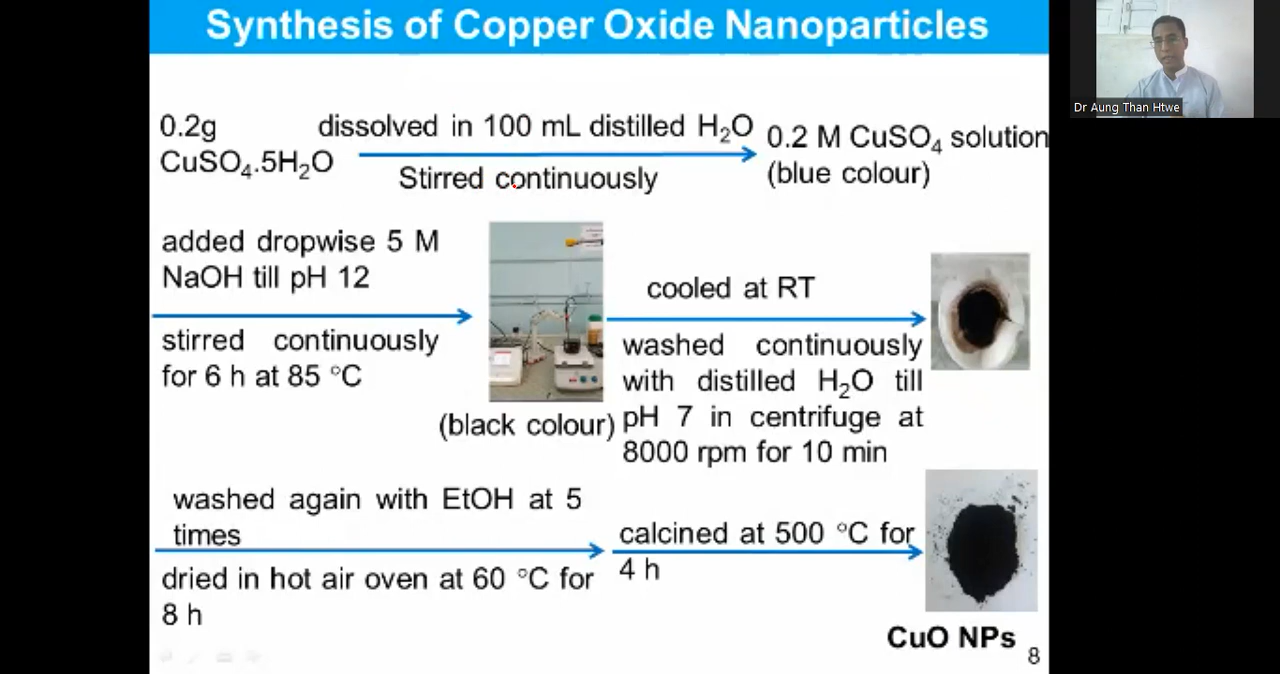 Synthesis of Copper Oxide Nanoparticles
Dr Aung Than Htwe
0.2g
CuSO₄.5H₂O
dissolved in 100 mL distilled H₂O
Stirred continuously
0.2 M CuSO₄ solution
(blue colour)
added dropwise 5 M
NaOH till pH 12
stirred continuously
for 6 h at 85 °C
(black colour)
cooled at RT
washed continuously
with distilled H₂O till
pH 7 in centrifuge at
8000 rpm for 10 min
washed again with EtOH at 5
times
dried in hot air oven at 60 °C for
8 h
calcined at 500 °C for
4 h
CuO NPs
8